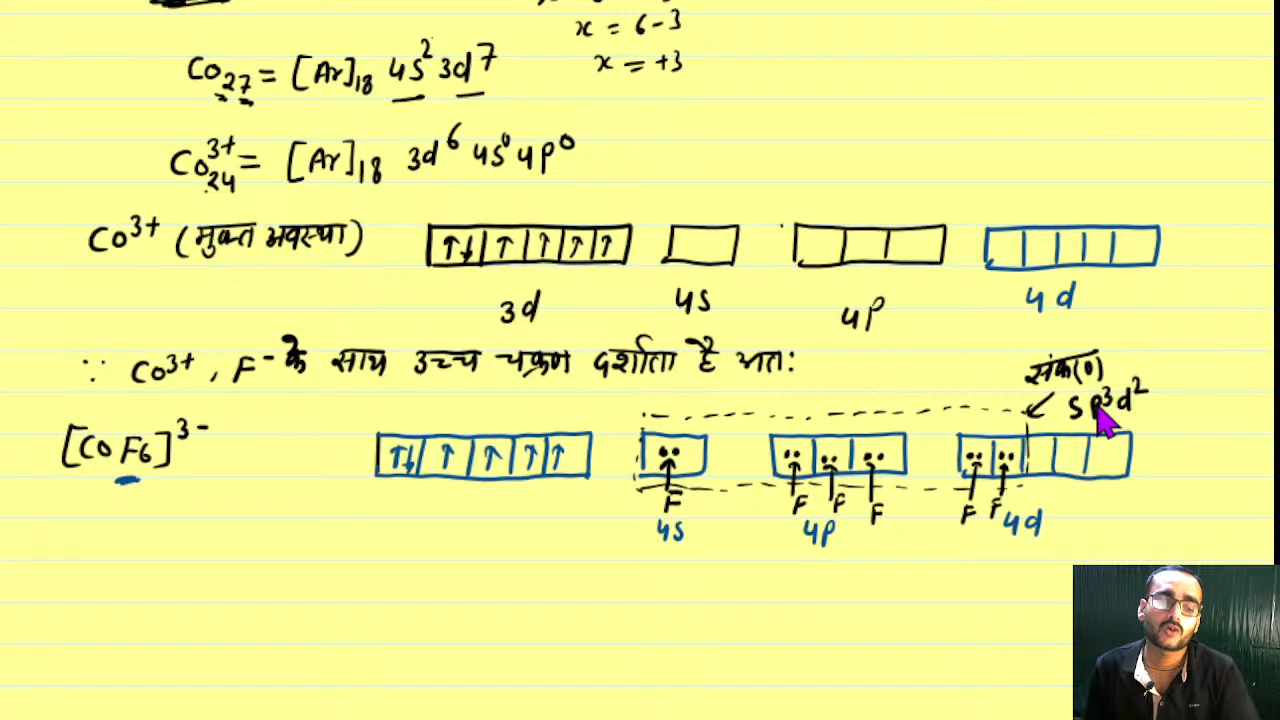 x = 6-3
x = +3
Co27 = [Ar]18 4s² 3d⁷
Co³⁺24 = [Ar]18 3d⁶ 4s⁰ 4p⁰
Co³⁺ (मुक्त अवस्था) ↑↓ ↑ ↑ ↑ ↑
3d 4s 4p 4d
∵ Co³⁺, F⁻ के साथ उच्च चक्रण दर्शाता है अतः
संक(०)
sp³d²
[CoF6]³⁻ ↑↓ ↑ ↑ ↑ ↑
F F F F F F
4s 4p 4d